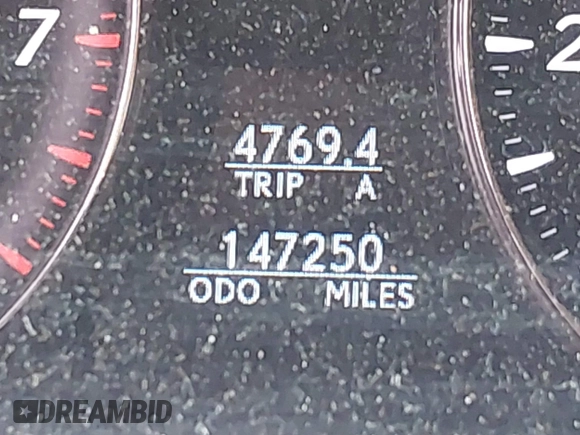 7
2
4769.4
TRIP A
147250
ODO MILES
DREAMBID